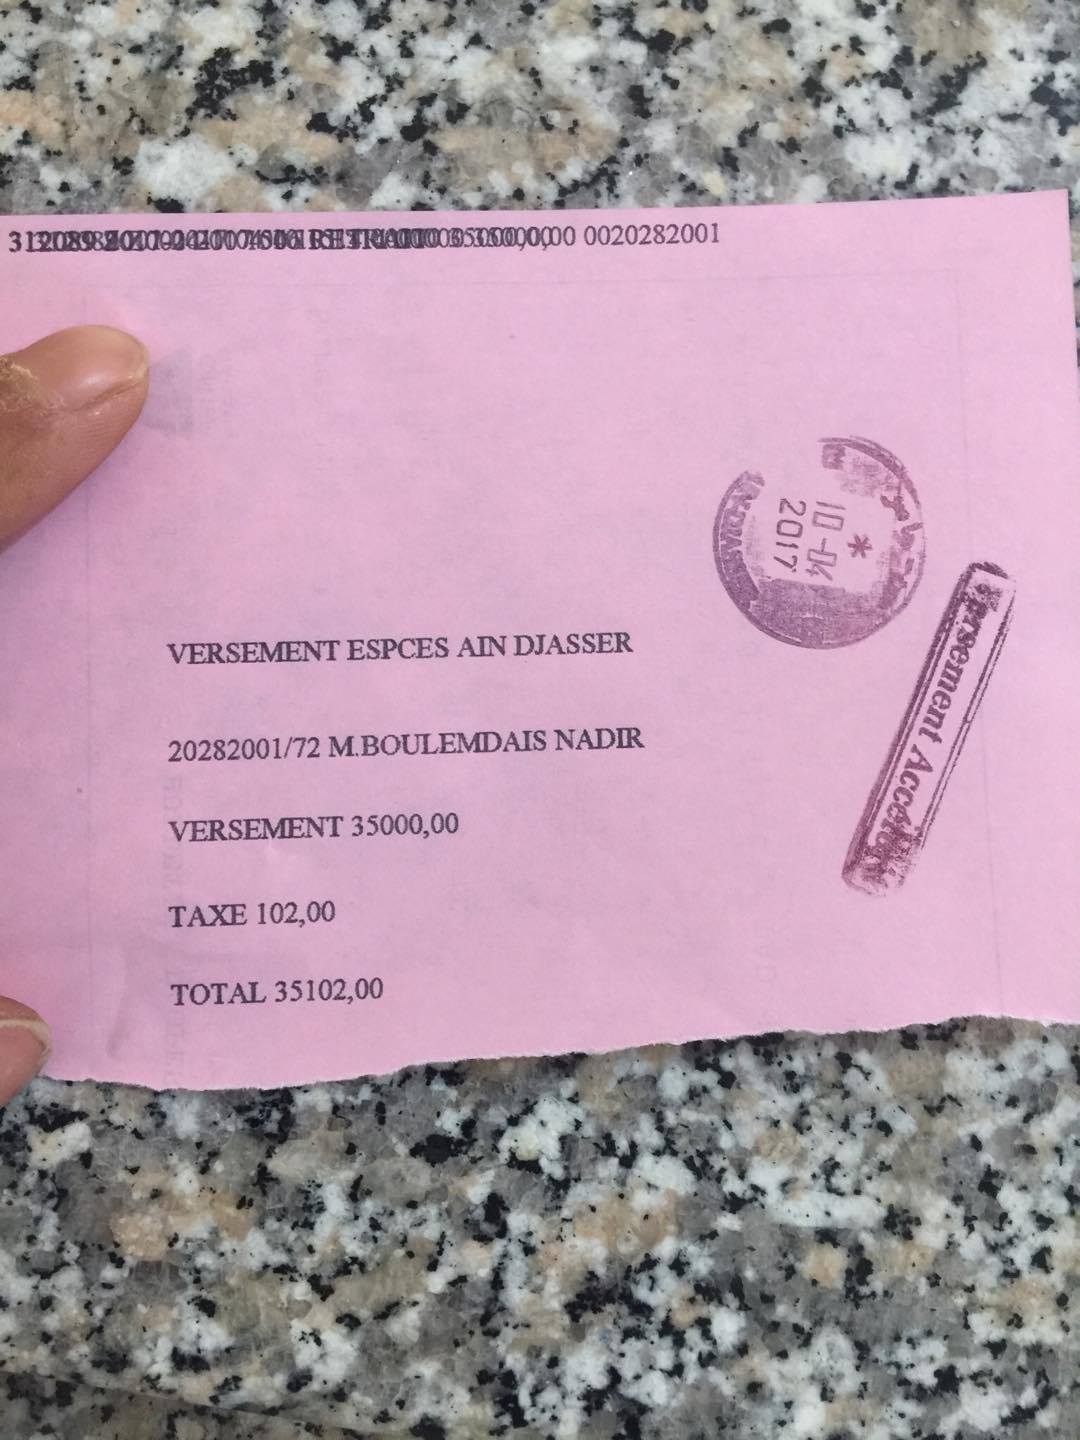 0020282001
10-04
2017
VERSEMENT ESPCES AIN DJASSER
Versement Accéléré
20282001/72 M.BOULEMDAIS NADIR
VERSEMENT 35000,00
TAXE 102,00
TOTAL 35102,00